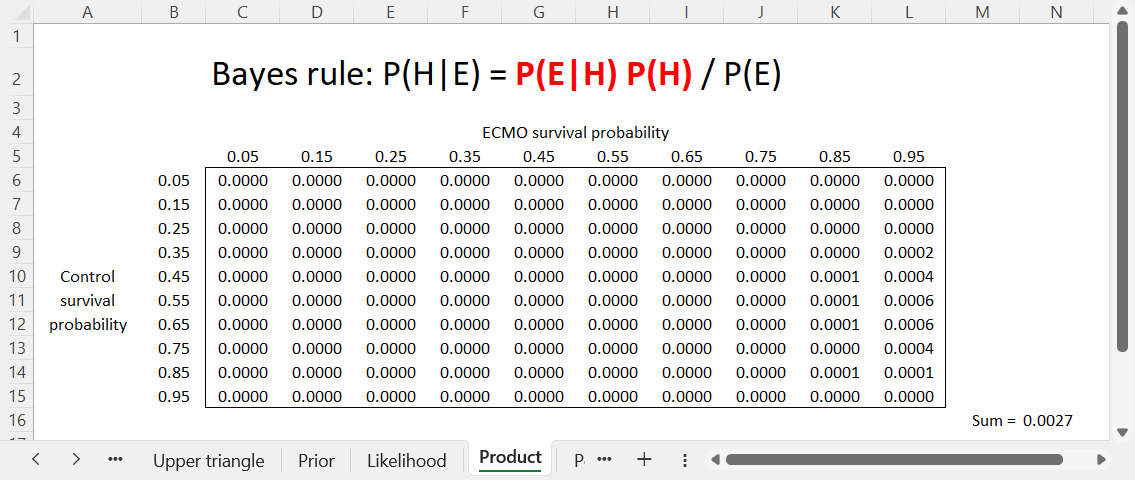 A B C D E F G H I J K L M N
1
2 Bayes rule: P(H|E) = P(E|H) P(H) / P(E)
3
4 ECMO survival probability
5 0.05 0.15 0.25 0.35 0.45 0.55 0.65 0.75 0.85 0.95
6 0.05 0.0000 0.0000 0.0000 0.0000 0.0000 0.0000 0.0000 0.0000 0.0000 0.0000
7 0.15 0.0000 0.0000 0.0000 0.0000 0.0000 0.0000 0.0000 0.0000 0.0000 0.0000
8 0.25 0.0000 0.0000 0.0000 0.0000 0.0000 0.0000 0.0000 0.0000 0.0000 0.0000
9 0.35 0.0000 0.0000 0.0000 0.0000 0.0000 0.0000 0.0000 0.0000 0.0000 0.0002
10 Control 0.45 0.0000 0.0000 0.0000 0.0000 0.0000 0.0000 0.0000 0.0000 0.0001 0.0004
11 survival 0.55 0.0000 0.0000 0.0000 0.0000 0.0000 0.0000 0.0000 0.0000 0.0001 0.0006
12 probability 0.65 0.0000 0.0000 0.0000 0.0000 0.0000 0.0000 0.0000 0.0000 0.0001 0.0006
13 0.75 0.0000 0.0000 0.0000 0.0000 0.0000 0.0000 0.0000 0.0000 0.0000 0.0004
14 0.85 0.0000 0.0000 0.0000 0.0000 0.0000 0.0000 0.0000 0.0000 0.0001 0.0001
15 0.95 0.0000 0.0000 0.0000 0.0000 0.0000 0.0000 0.0000 0.0000 0.0000 0.0000
16 Sum = 0.0027
Upper triangle Prior Likelihood Product